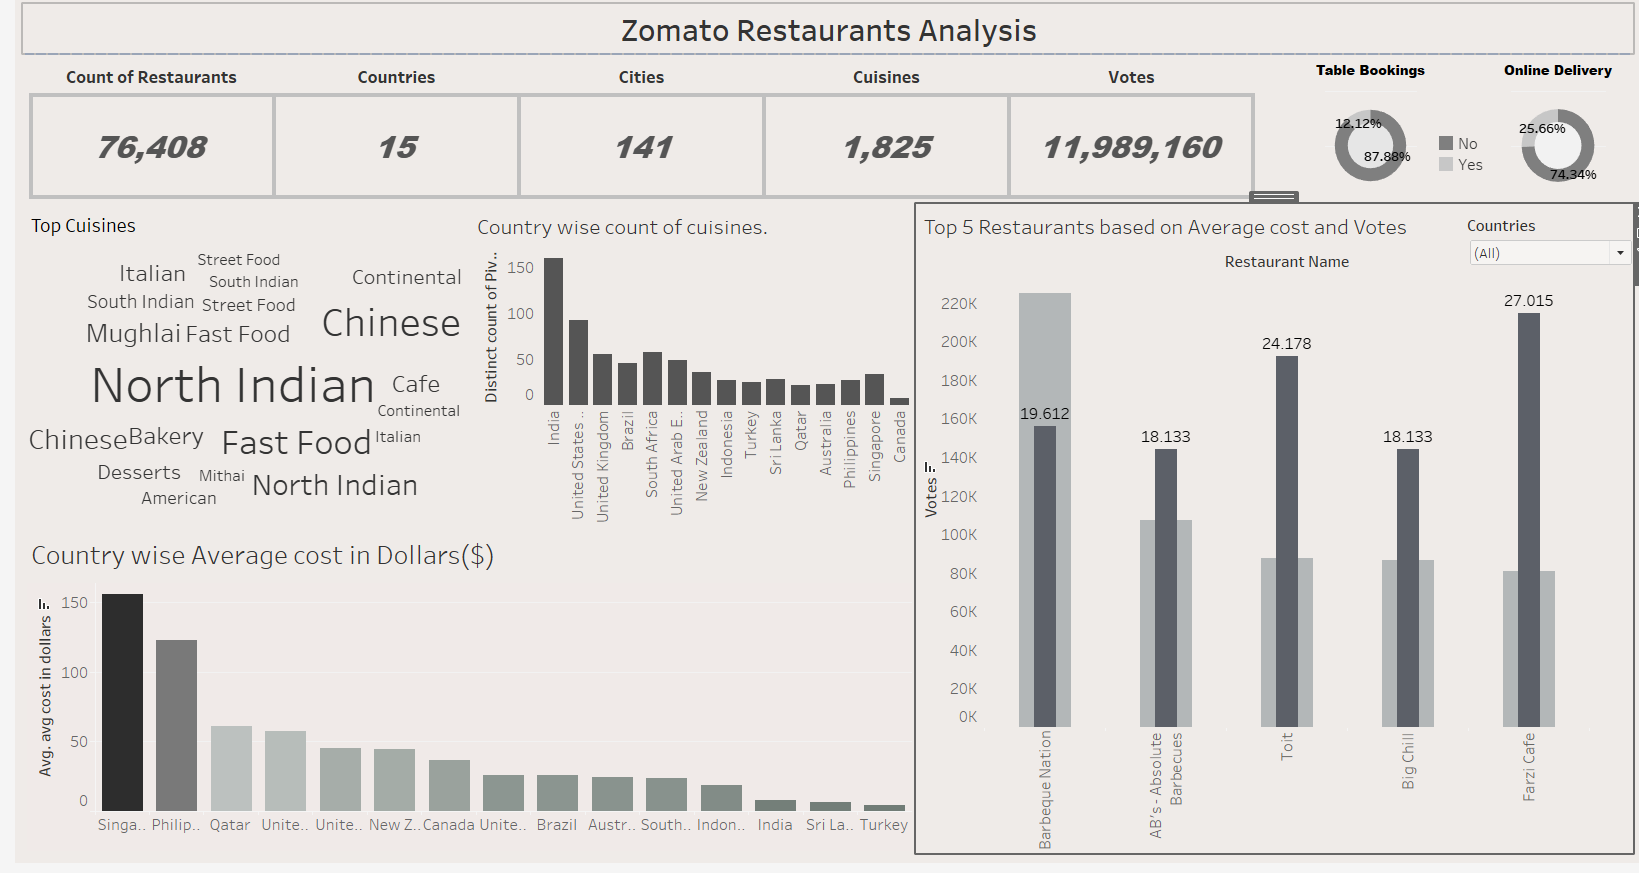 Zomato Restaurants Analysis
Count of Restaurants
Countries
Cities
Cuisines
Votes
76,408
15
141
1,825
11,989,160
Table Bookings
12.12%
87.88%
No
Yes
Online Delivery
25.66%
74.34%
Top Cuisines
Street Food
Italian
South Indian
Continental
South Indian
Street Food
Mughlai
Fast Food
Chinese
North Indian
Cafe
Continental
Chinese
Bakery
Fast Food
Italian
Desserts
Mithai
North Indian
American
Country wise count of cuisines.
Distinct count of Piv..
150
100
50
0
India
United States ..
United Kingdom
Brazil
South Africa
United Arab E..
New Zealand
Indonesia
Turkey
Sri Lanka
Qatar
Australia
Philippines
Singapore
Canada
Country wise Average cost in Dollars($)
Avg. avg cost in dollars
150
100
50
0
Singa..
Philip..
Qatar
Unite..
Unite..
New Z..
Canada
Unite..
Brazil
Austr..
South..
Indon..
India
Sri La..
Turkey
Top 5 Restaurants based on Average cost and Votes
Countries
(All)
Restaurant Name
Votes
220K
200K
180K
160K
140K
120K
100K
80K
60K
40K
20K
0K
19.612
18.133
24.178
18.133
27.015
Barbeque Nation
AB's - Absolute
Barbecues
Toit
Big Chill
Farzi Cafe